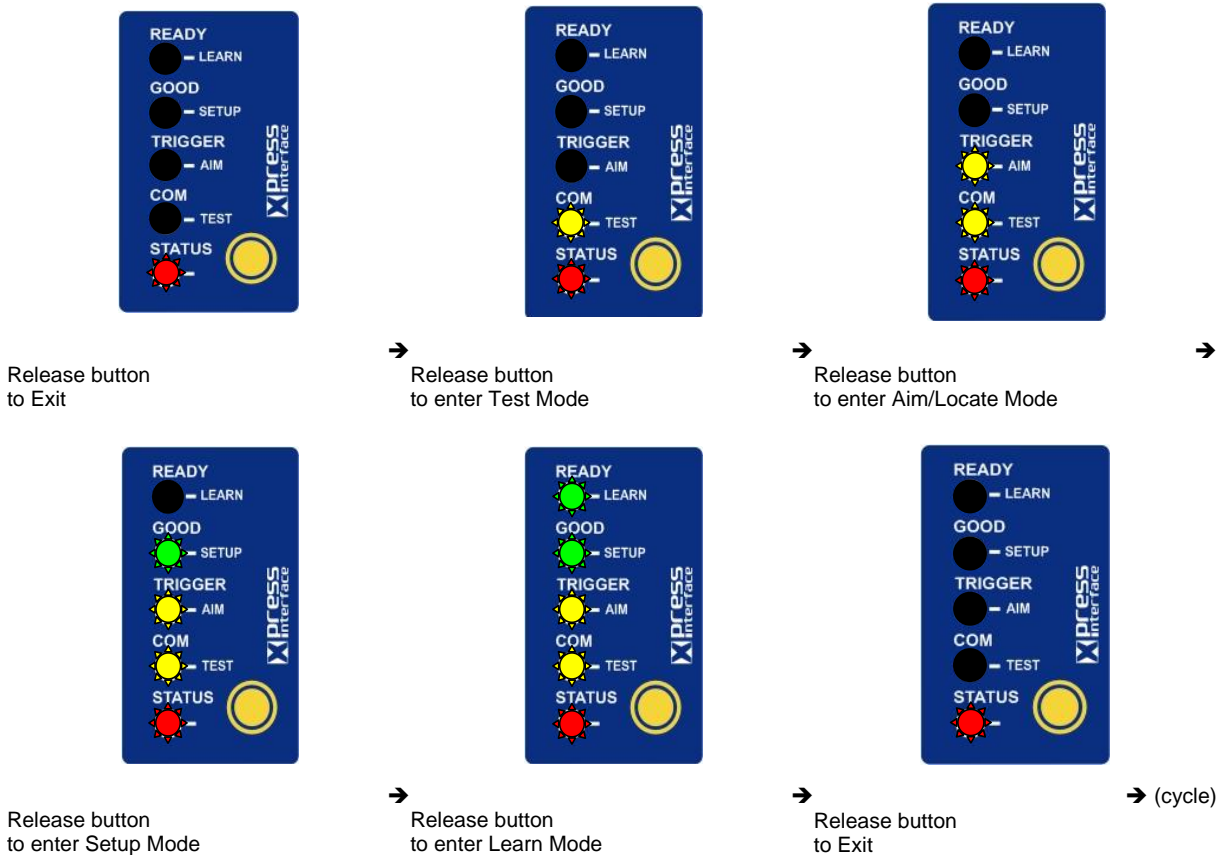 READY
LEARN
GOOD
SETUP
TRIGGER
AIM
COM
TEST
STATUS
Xpress
interface
READY
LEARN
GOOD
SETUP
TRIGGER
AIM
COM
TEST
STATUS
Xpress
interface
READY
LEARN
GOOD
SETUP
TRIGGER
AIM
COM
TEST
STATUS
Xpress
interface
➔
Release button
to Exit
➔
Release button
to enter Test Mode
➔
Release button
to enter Aim/Locate Mode
READY
LEARN
GOOD
SETUP
TRIGGER
AIM
COM
TEST
STATUS
Xpress
interface
READY
LEARN
GOOD
SETUP
TRIGGER
AIM
COM
TEST
STATUS
Xpress
interface
READY
LEARN
GOOD
SETUP
TRIGGER
AIM
COM
TEST
STATUS
Xpress
interface
➔
Release button
to enter Setup Mode
➔
Release button
to enter Learn Mode
➔ (cycle)
Release button
to Exit